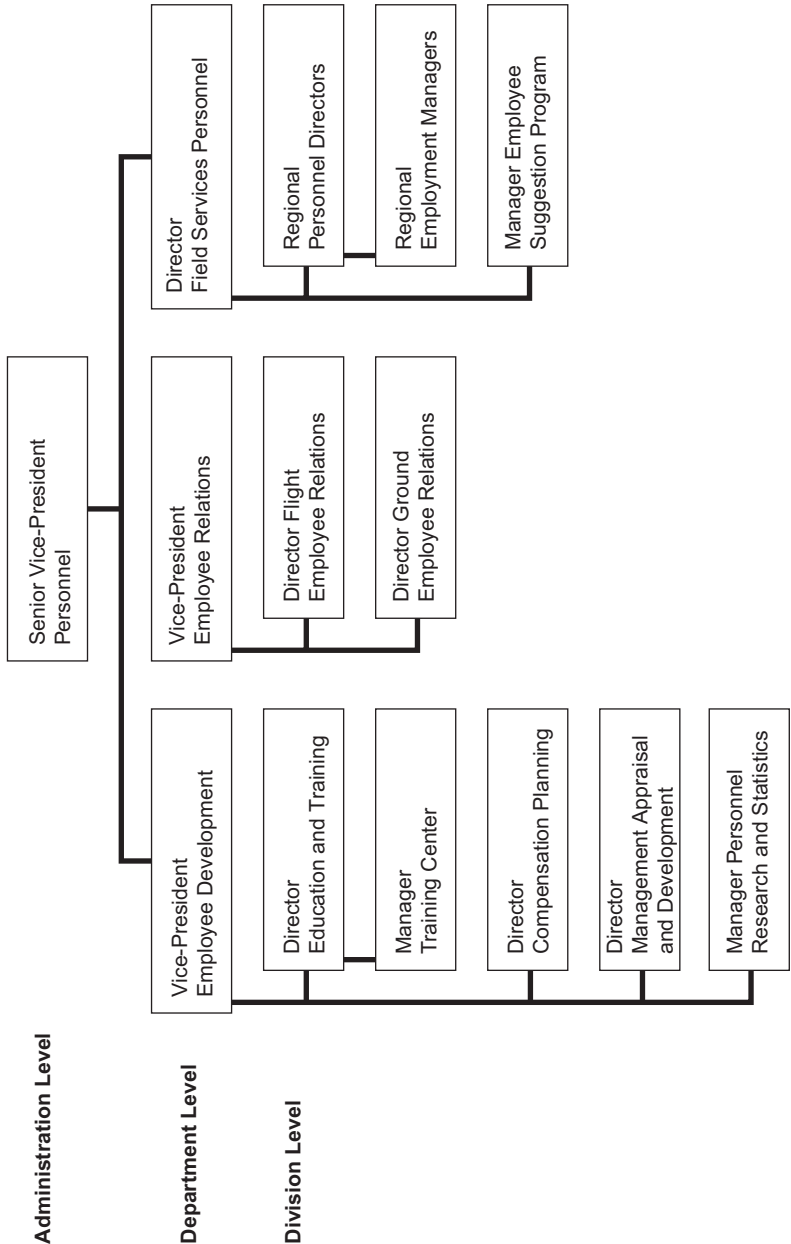 Administration Level
Senior Vice-President
Personnel
Department Level
Vice-President
Employee Development
Vice-President
Employee Relations
Director
Field Services Personnel
Division Level
Director
Education and Training
Manager
Training Center
Director
Compensation Planning
Director
Management Appraisal
and Development
Manager Personnel
Research and Statistics
Director Flight
Employee Relations
Director Ground
Employee Relations
Regional
Personnel Directors
Regional
Employment Managers
Manager Employee
Suggestion Program